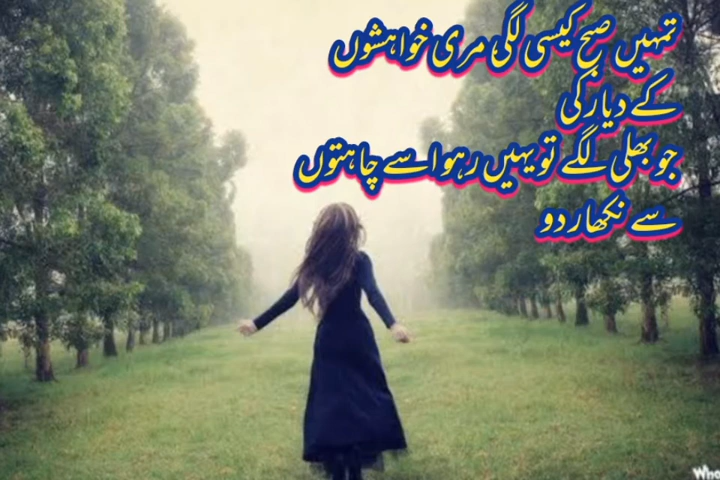 تمہیں صبح کیسی لگی مری خواہشوں
کے دیار کی
جو بھلی لگے تو یہیں رہو اسے چاہتوں
سے نکھار دو